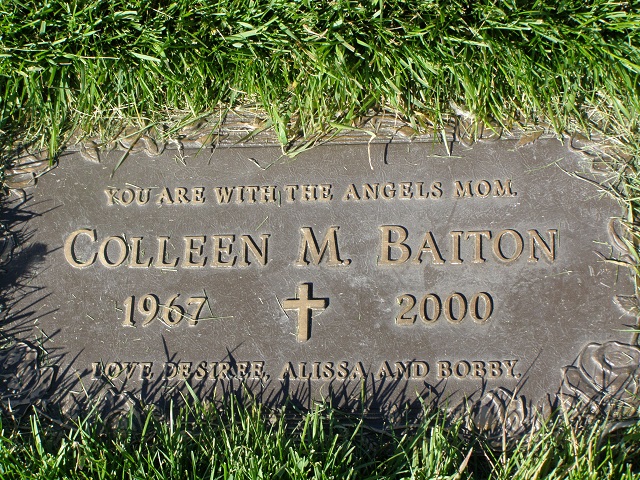 YOU ARE WITH THE ANGELS MOM.
COLLEEN M. BAITON
1967 2000
LOVE DESIREE, ALISSA AND BOBBY.